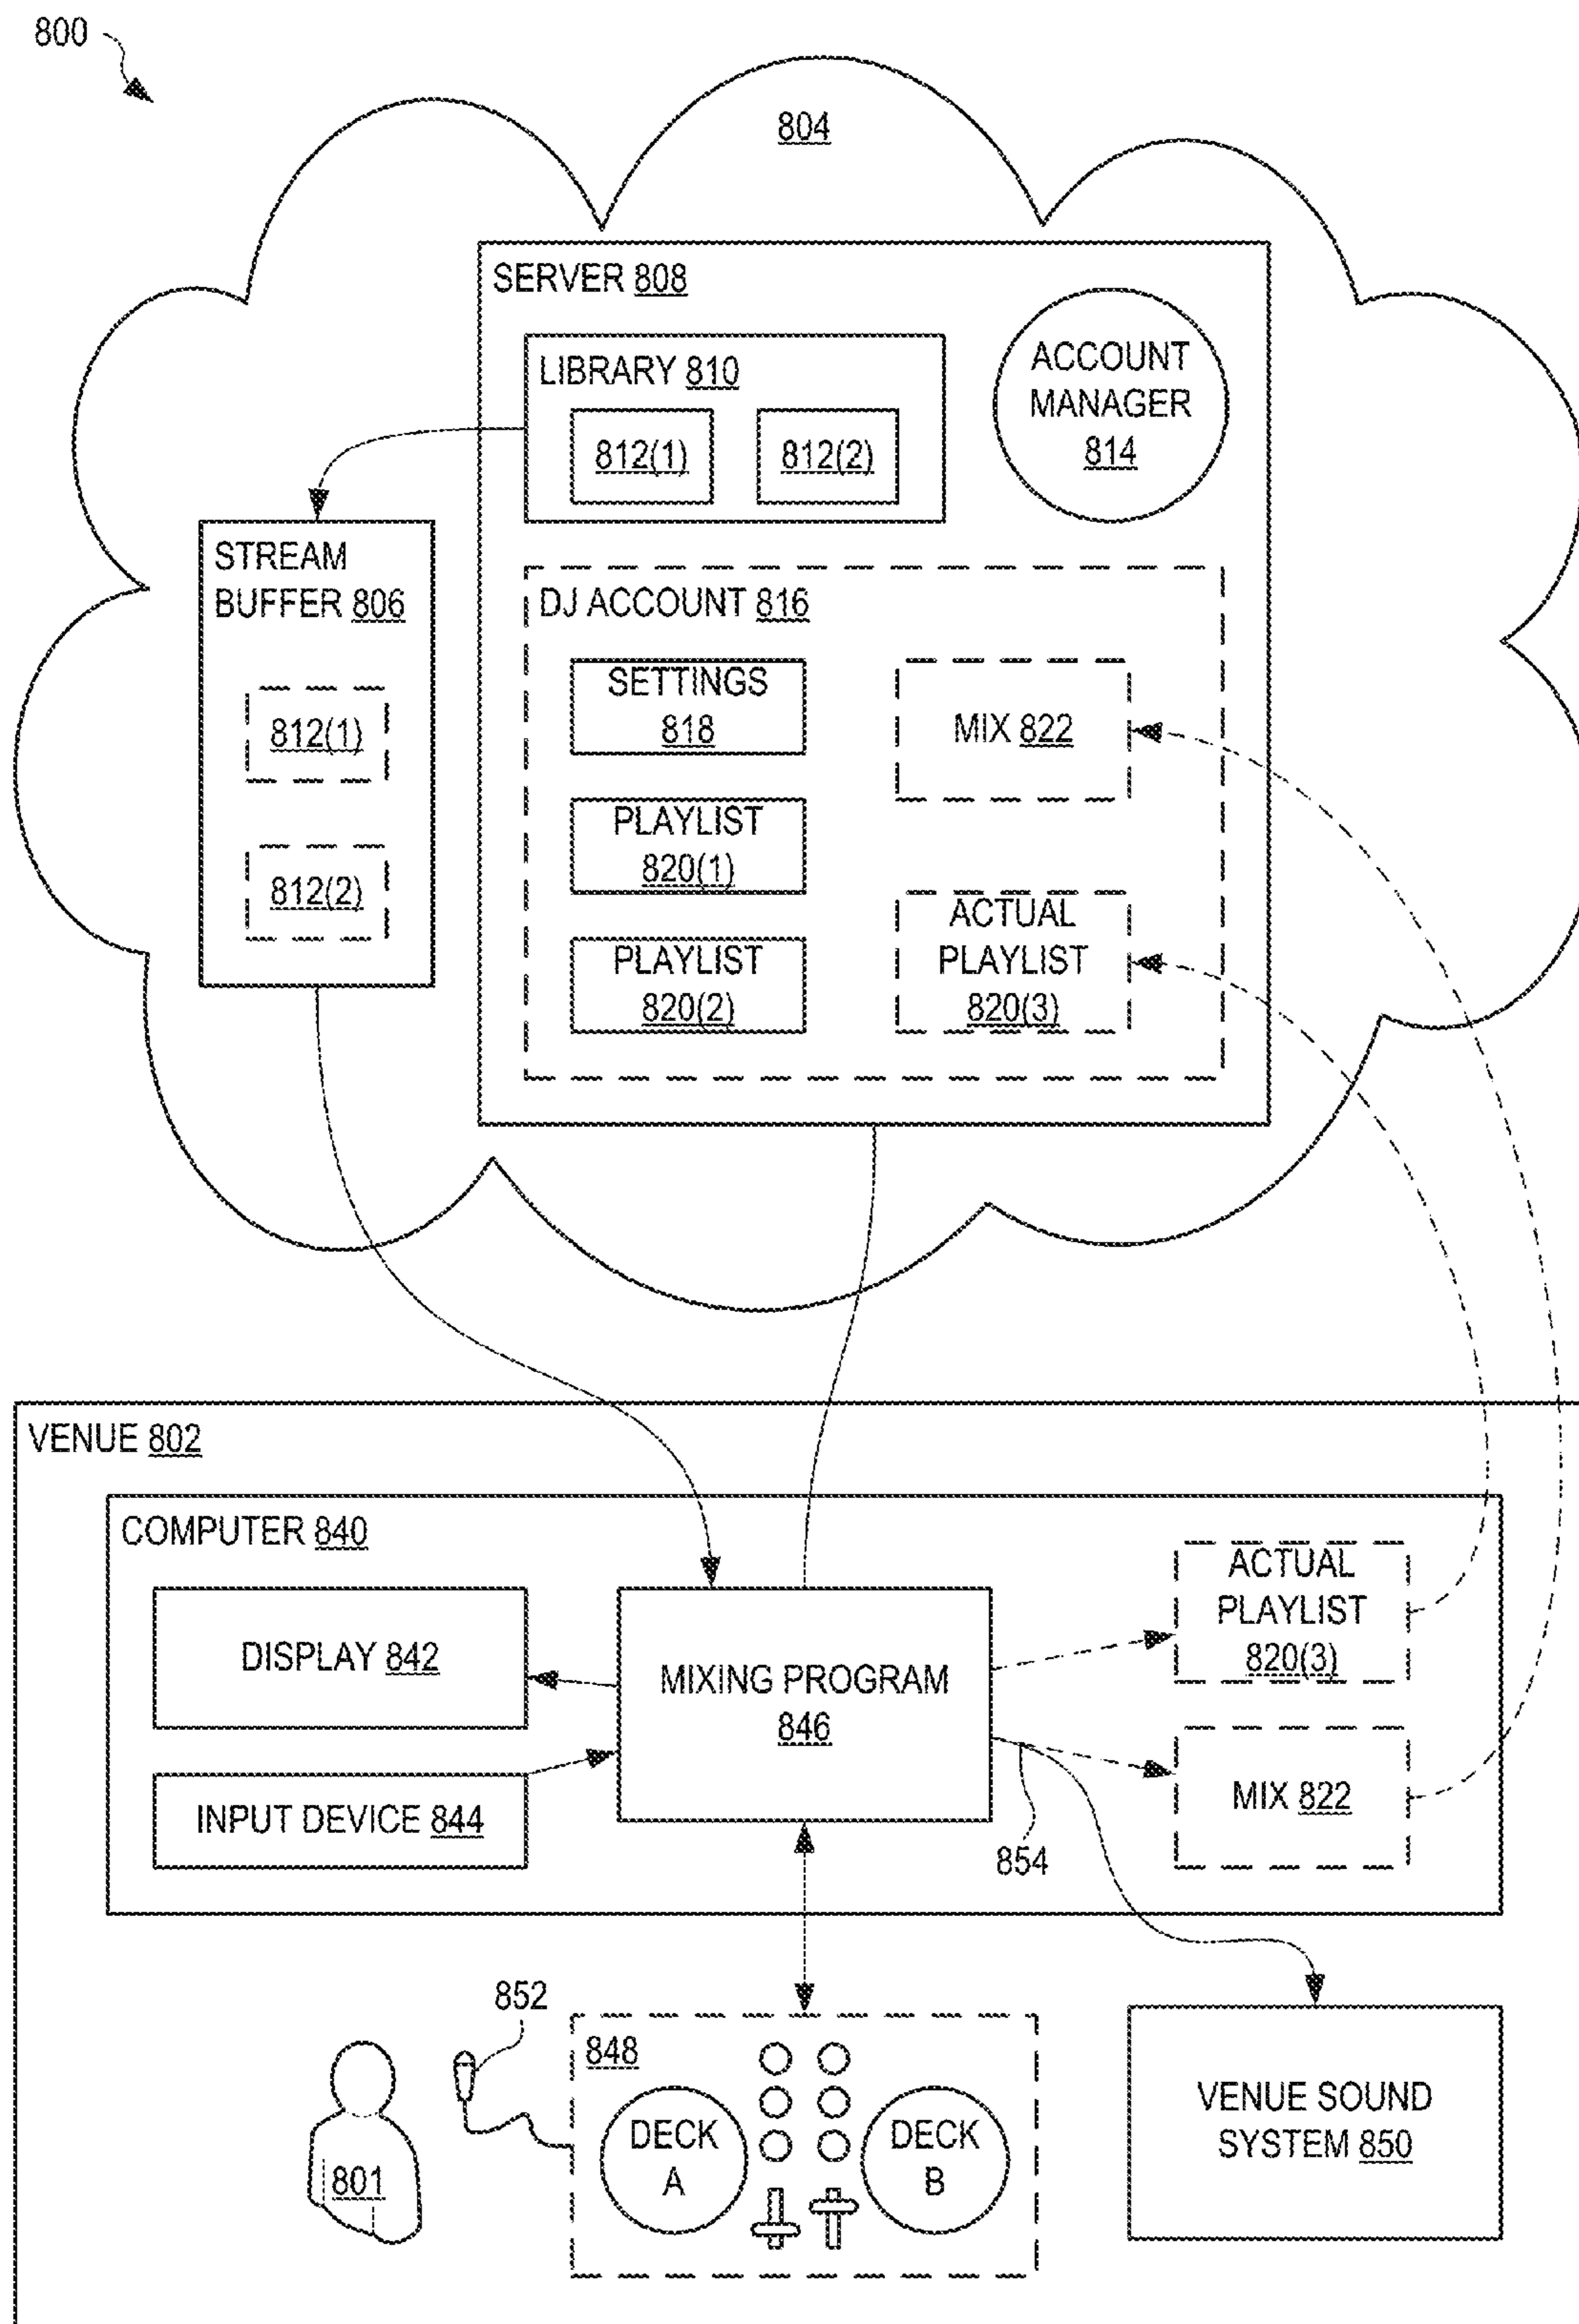 800
804
SERVER 808
LIBRARY 810
812(1)
812(2)
ACCOUNT
MANAGER
814
STREAM
BUFFER 806
812(1)
812(2)
DJ ACCOUNT 816
SETTINGS
818
MIX 822
PLAYLIST
820(1)
PLAYLIST
820(2)
ACTUAL
PLAYLIST
820(3)
VENUE 802
COMPUTER 840
DISPLAY 842
INPUT DEVICE 844
MIXING PROGRAM
846
ACTUAL
PLAYLIST
820(3)
MIX 822
854
852
848
DECK
A
DECK
B
801
VENUE SOUND
SYSTEM 850